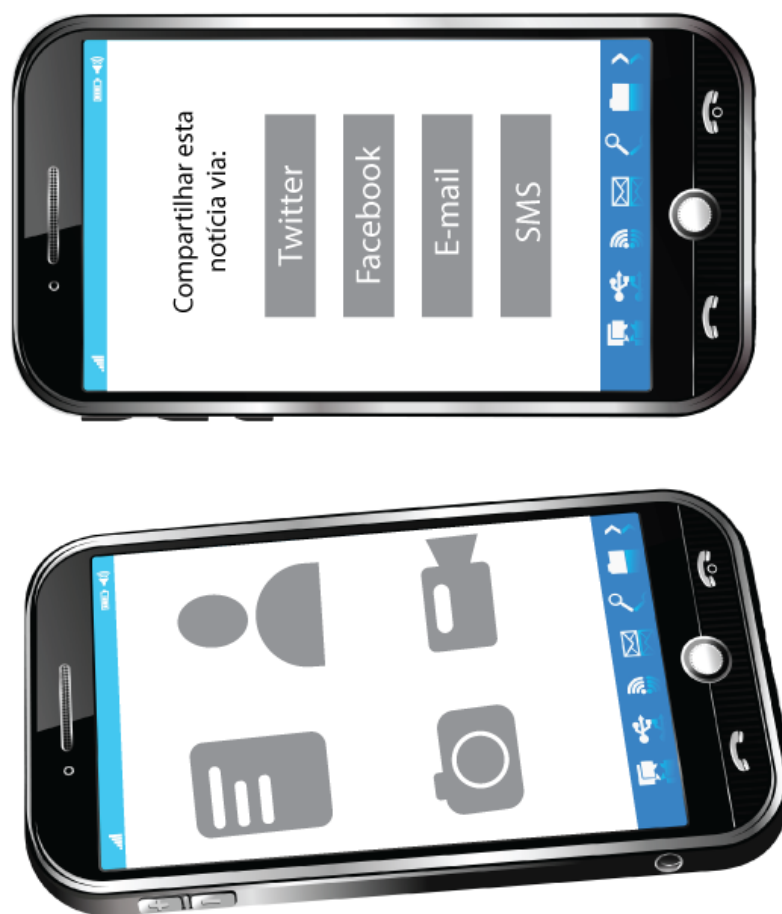 Compartilhar esta
notícia via:
Twitter
Facebook
E-mail
SMS